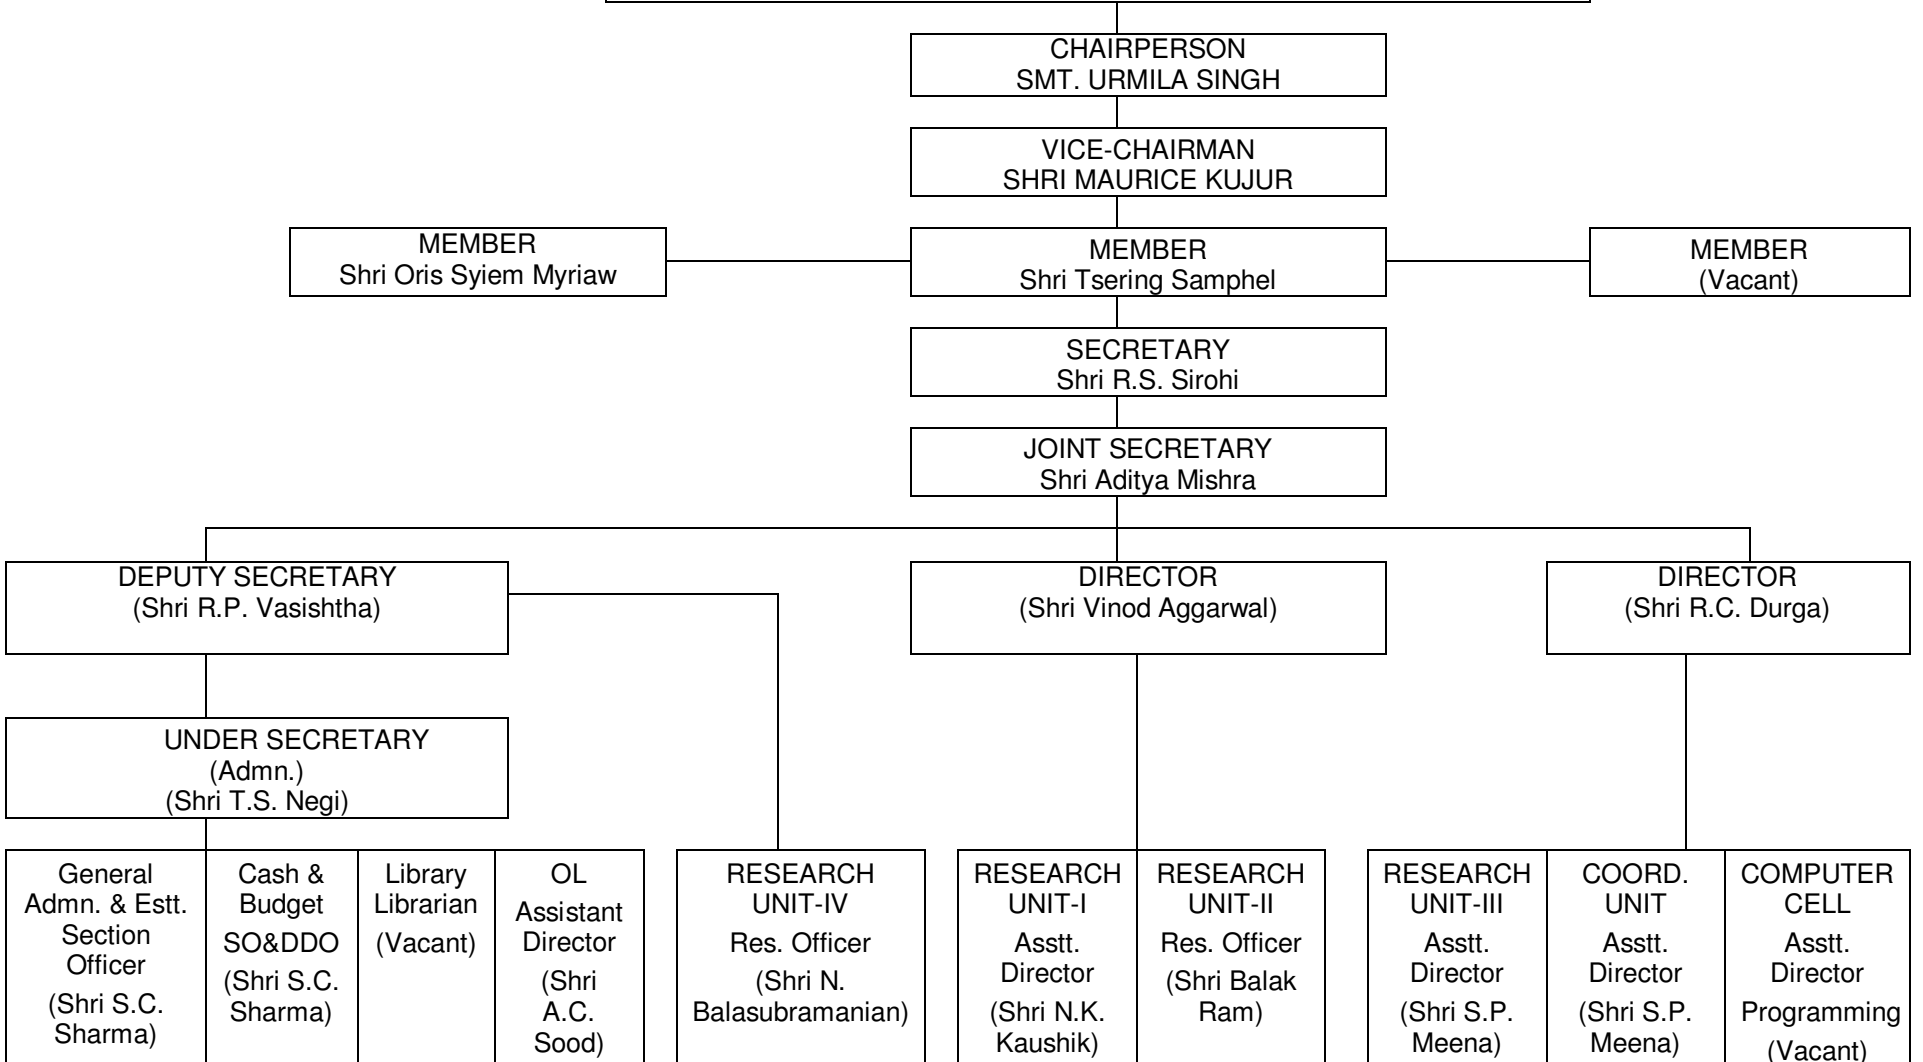 CHAIRPERSON
SMT. URMILA SINGH
VICE-CHAIRMAN
SHRI MAURICE KUJUR
MEMBER
Shri Oris Syiem Myriaw
MEMBER
Shri Tsering Samphel
MEMBER
(Vacant)
SECRETARY
Shri R.S. Sirohi
JOINT SECRETARY
Shri Aditya Mishra
DEPUTY SECRETARY
(Shri R.P. Vasishtha)
DIRECTOR
(Shri Vinod Aggarwal)
DIRECTOR
(Shri R.C. Durga)
UNDER SECRETARY
(Admn.)
(Shri T.S. Negi)
General
Admn. & Estt.
Section
Officer
(Shri S.C.
Sharma)
Cash &
Budget
SO&DDO
(Shri S.C.
Sharma)
Library
Librarian
(Vacant)
OL
Assistant
Director
(Shri
A.C.
Sood)
RESEARCH
UNIT-IV
Res. Officer
(Shri N.
Balasubramanian)
RESEARCH
UNIT-I
Asstt.
Director
(Shri N.K.
Kaushik)
RESEARCH
UNIT-II
Res. Officer
(Shri Balak
Ram)
RESEARCH
UNIT-III
Asstt.
Director
(Shri S.P.
Meena)
COORD.
UNIT
Asstt.
Director
(Shri S.P.
Meena)
COMPUTER
CELL
Asstt.
Director
Programming
(Vacant)